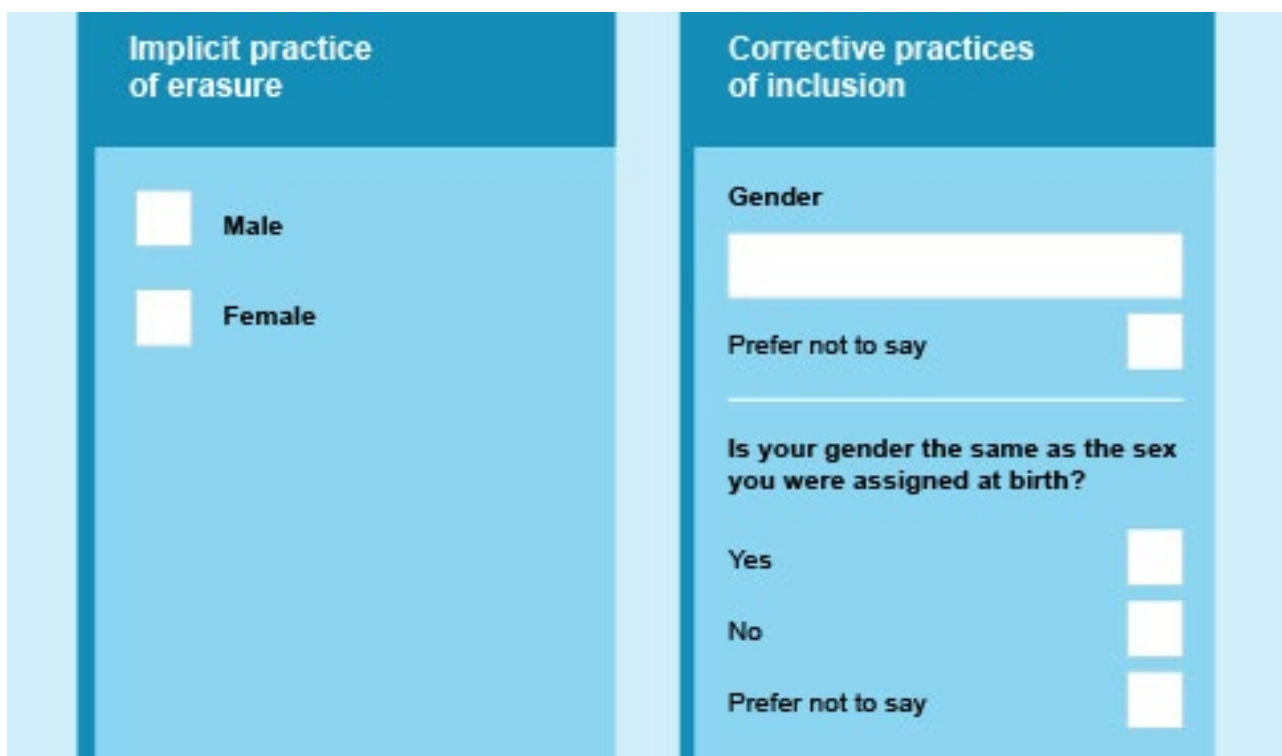 Implicit practice
of erasure
Male
Female
Corrective practices
of inclusion
Gender
Prefer not to say
Is your gender the same as the sex
you were assigned at birth?
Yes
No
Prefer not to say